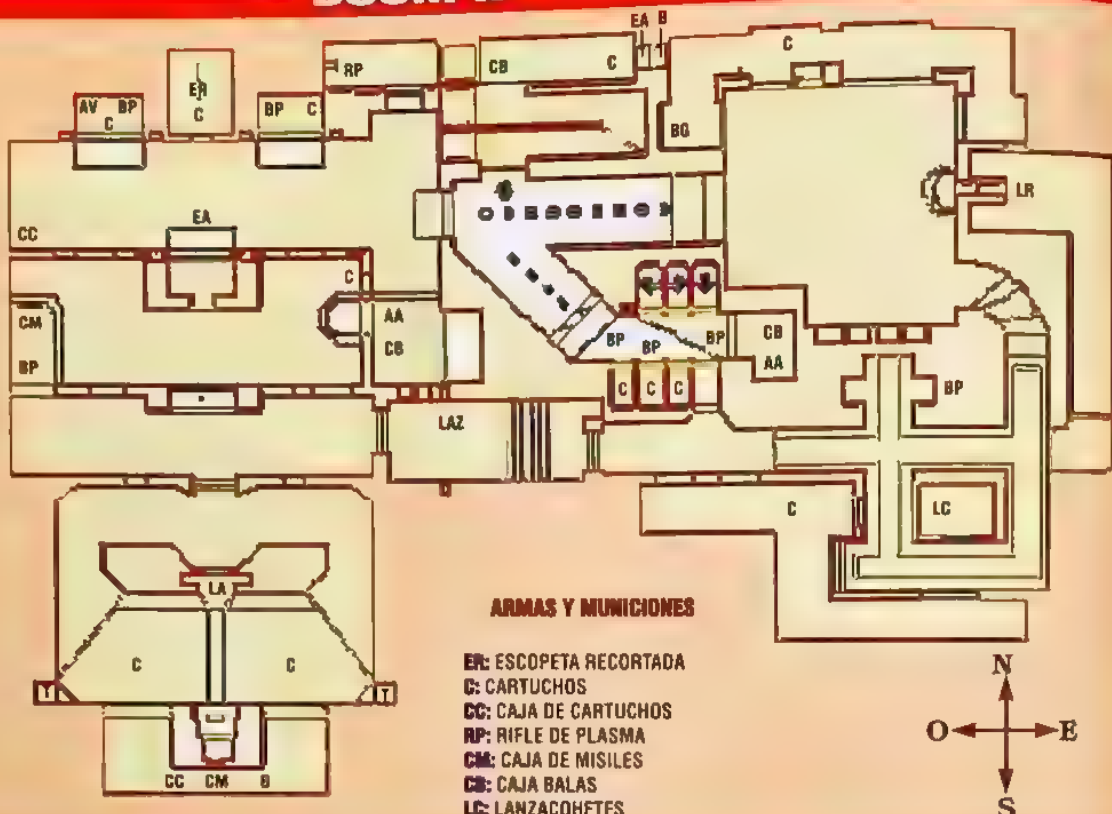 EA B
C
RP
CB C
ER
C
AV BP
C
BP C
BG
LR
EA
CC
C
CM
BP
AA
CB
BP BP BP
CB
AA
C C C
BP
LAZ
C
LC
LA
C C
T T
CC CM B
ARMAS Y MUNICIONES
ER: ESCOPETA RECORTADA
C: CARTUCHOS
CC: CAJA DE CARTUCHOS
RP: RIFLE DE PLASMA
CM: CAJA DE MISILES
CB: CAJA BALAS
LC: LANZACOHETES
N
O E
S